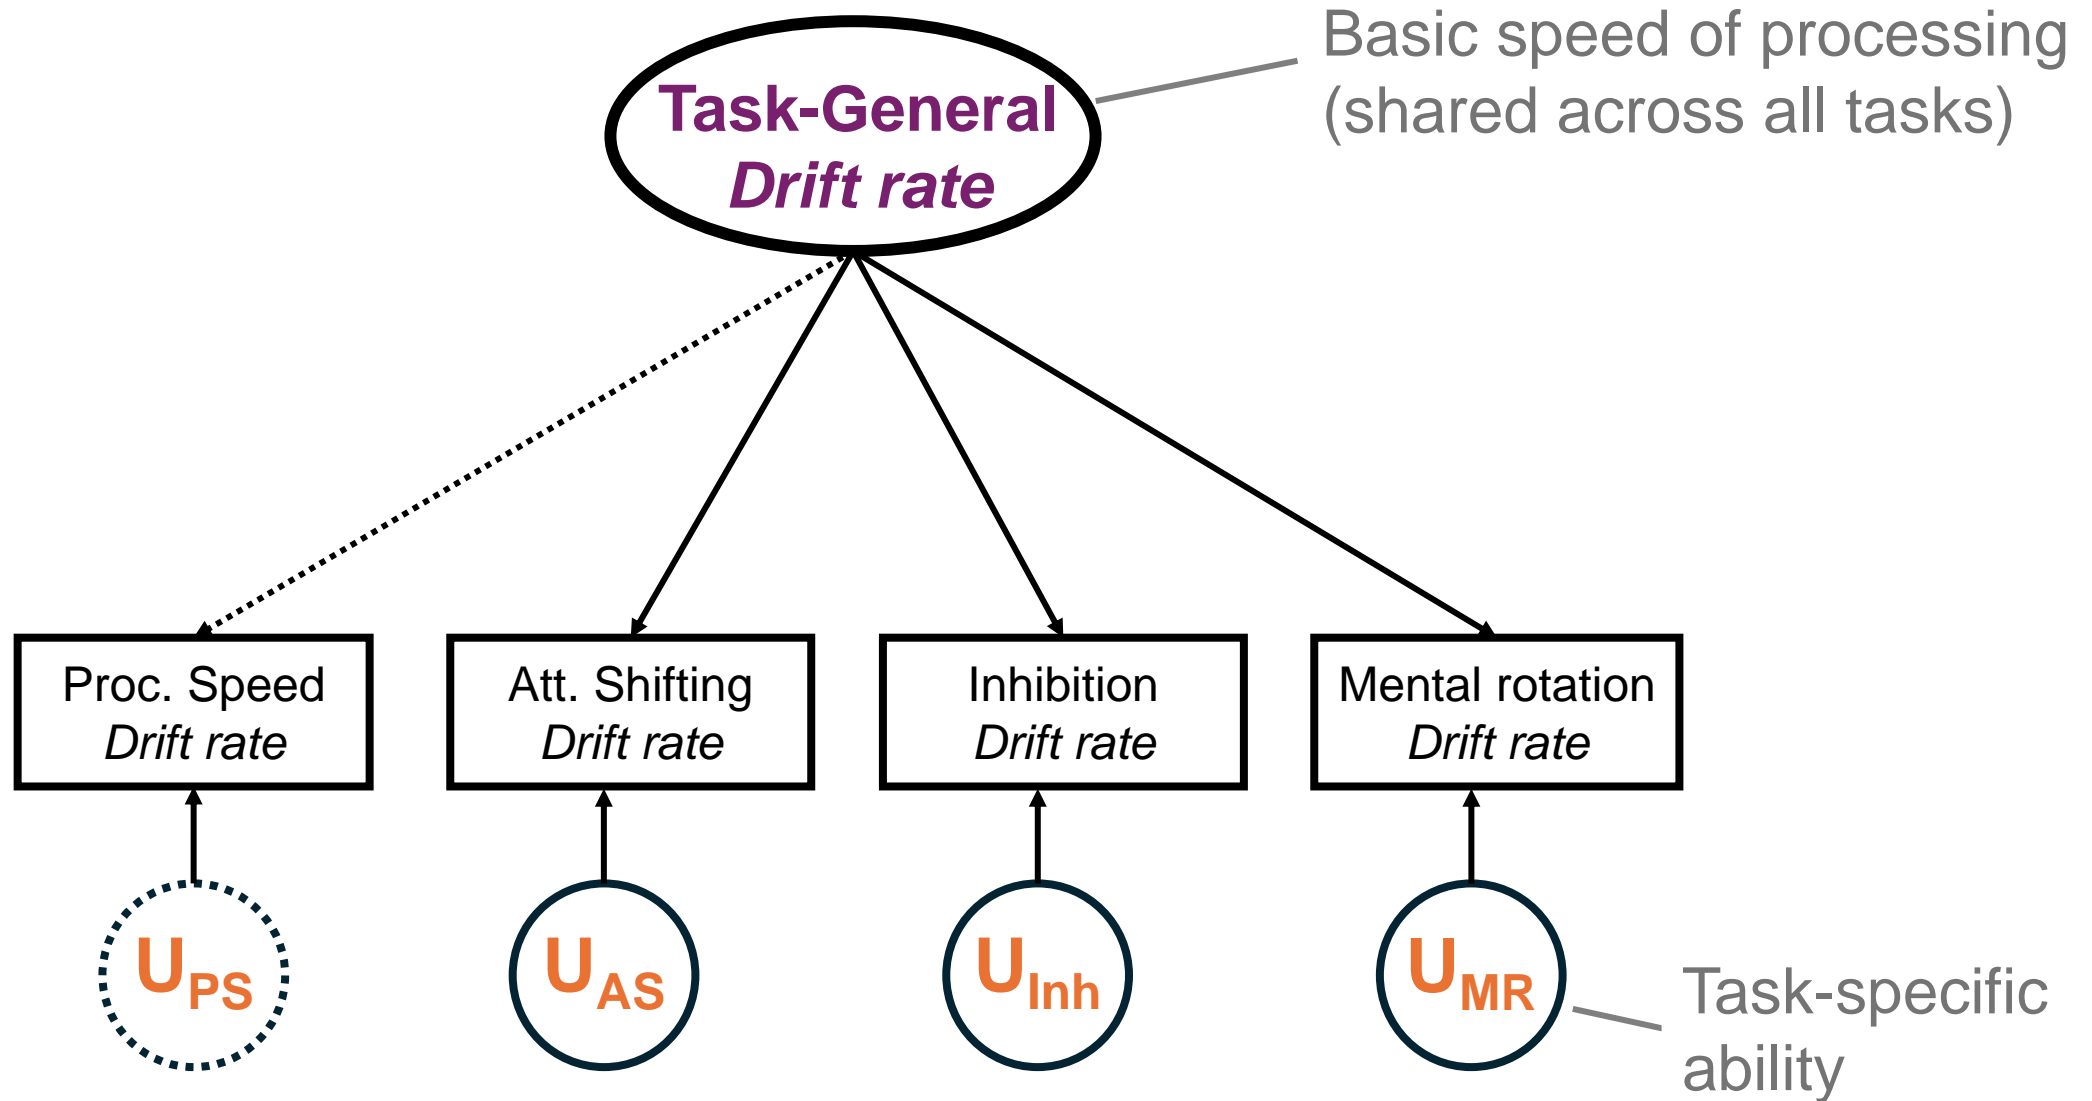 Basic speed of processing
(shared across all tasks)
Task-General
Drift rate
Proc. Speed
Drift rate
Att. Shifting
Drift rate
Inhibition
Drift rate
Mental rotation
Drift rate
UPS
UAS
UInh
UMR
Task-specific
ability